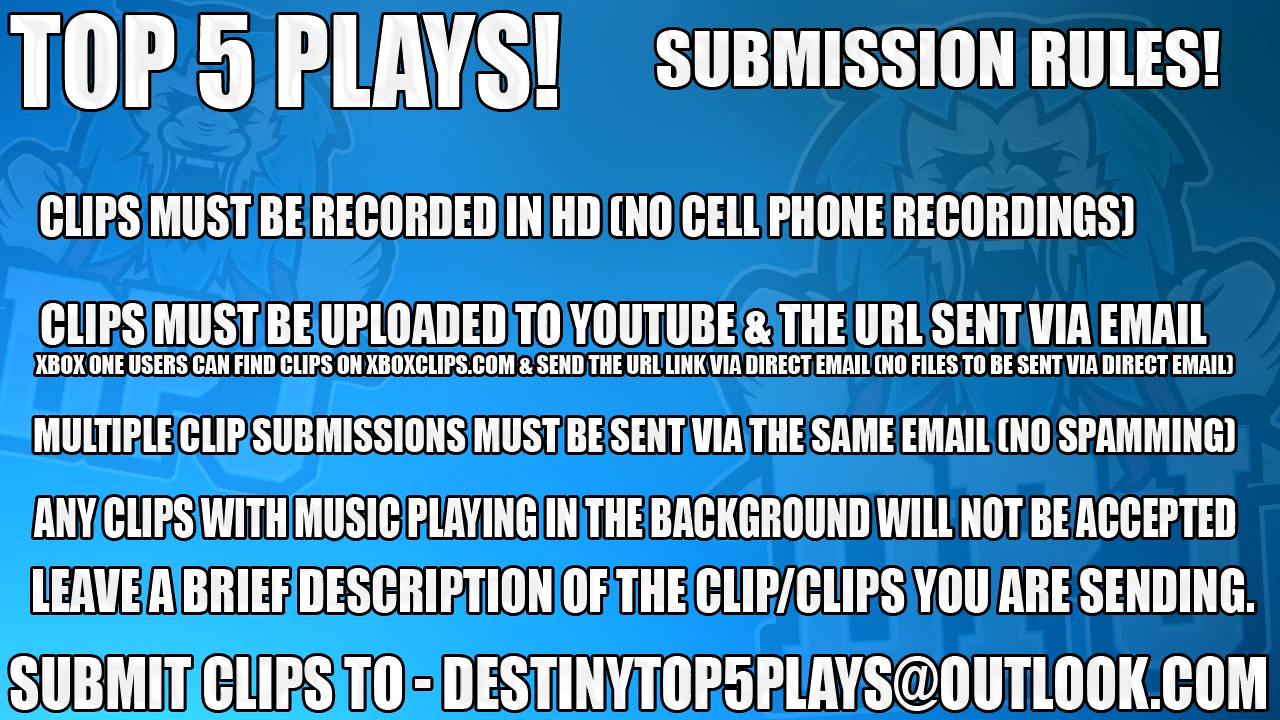 TOP 5 PLAYS!
SUBMISSION RULES!
CLIPS MUST BE RECORDED IN HD (NO CELL PHONE RECORDINGS)
CLIPS MUST BE UPLOADED TO YOUTUBE & THE URL SENT VIA EMAIL
XBOX ONE USERS CAN FIND CLIPS ON XBOXCLIPS.COM & SEND THE URL LINK VIA DIRECT EMAIL (NO FILES TO BE SENT VIA DIRECT EMAIL)
MULTIPLE CLIP SUBMISSIONS MUST BE SENT VIA THE SAME EMAIL (NO SPAMMING)
ANY CLIPS WITH MUSIC PLAYING IN THE BACKGROUND WILL NOT BE ACCEPTED
LEAVE A BRIEF DESCRIPTION OF THE CLIP/CLIPS YOU ARE SENDING.
SUBMIT CLIPS TO - DESTINYTOP5PLAYS@OUTLOOK.COM